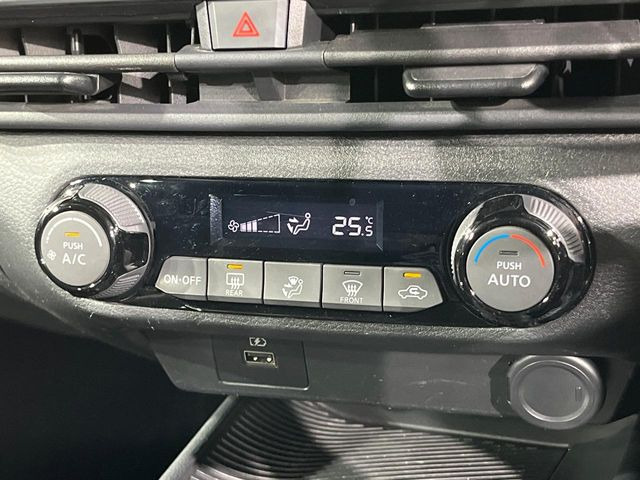 25.5 °C
PUSH
A/C
PUSH
AUTO
ON·OFF
REAR
FRONT